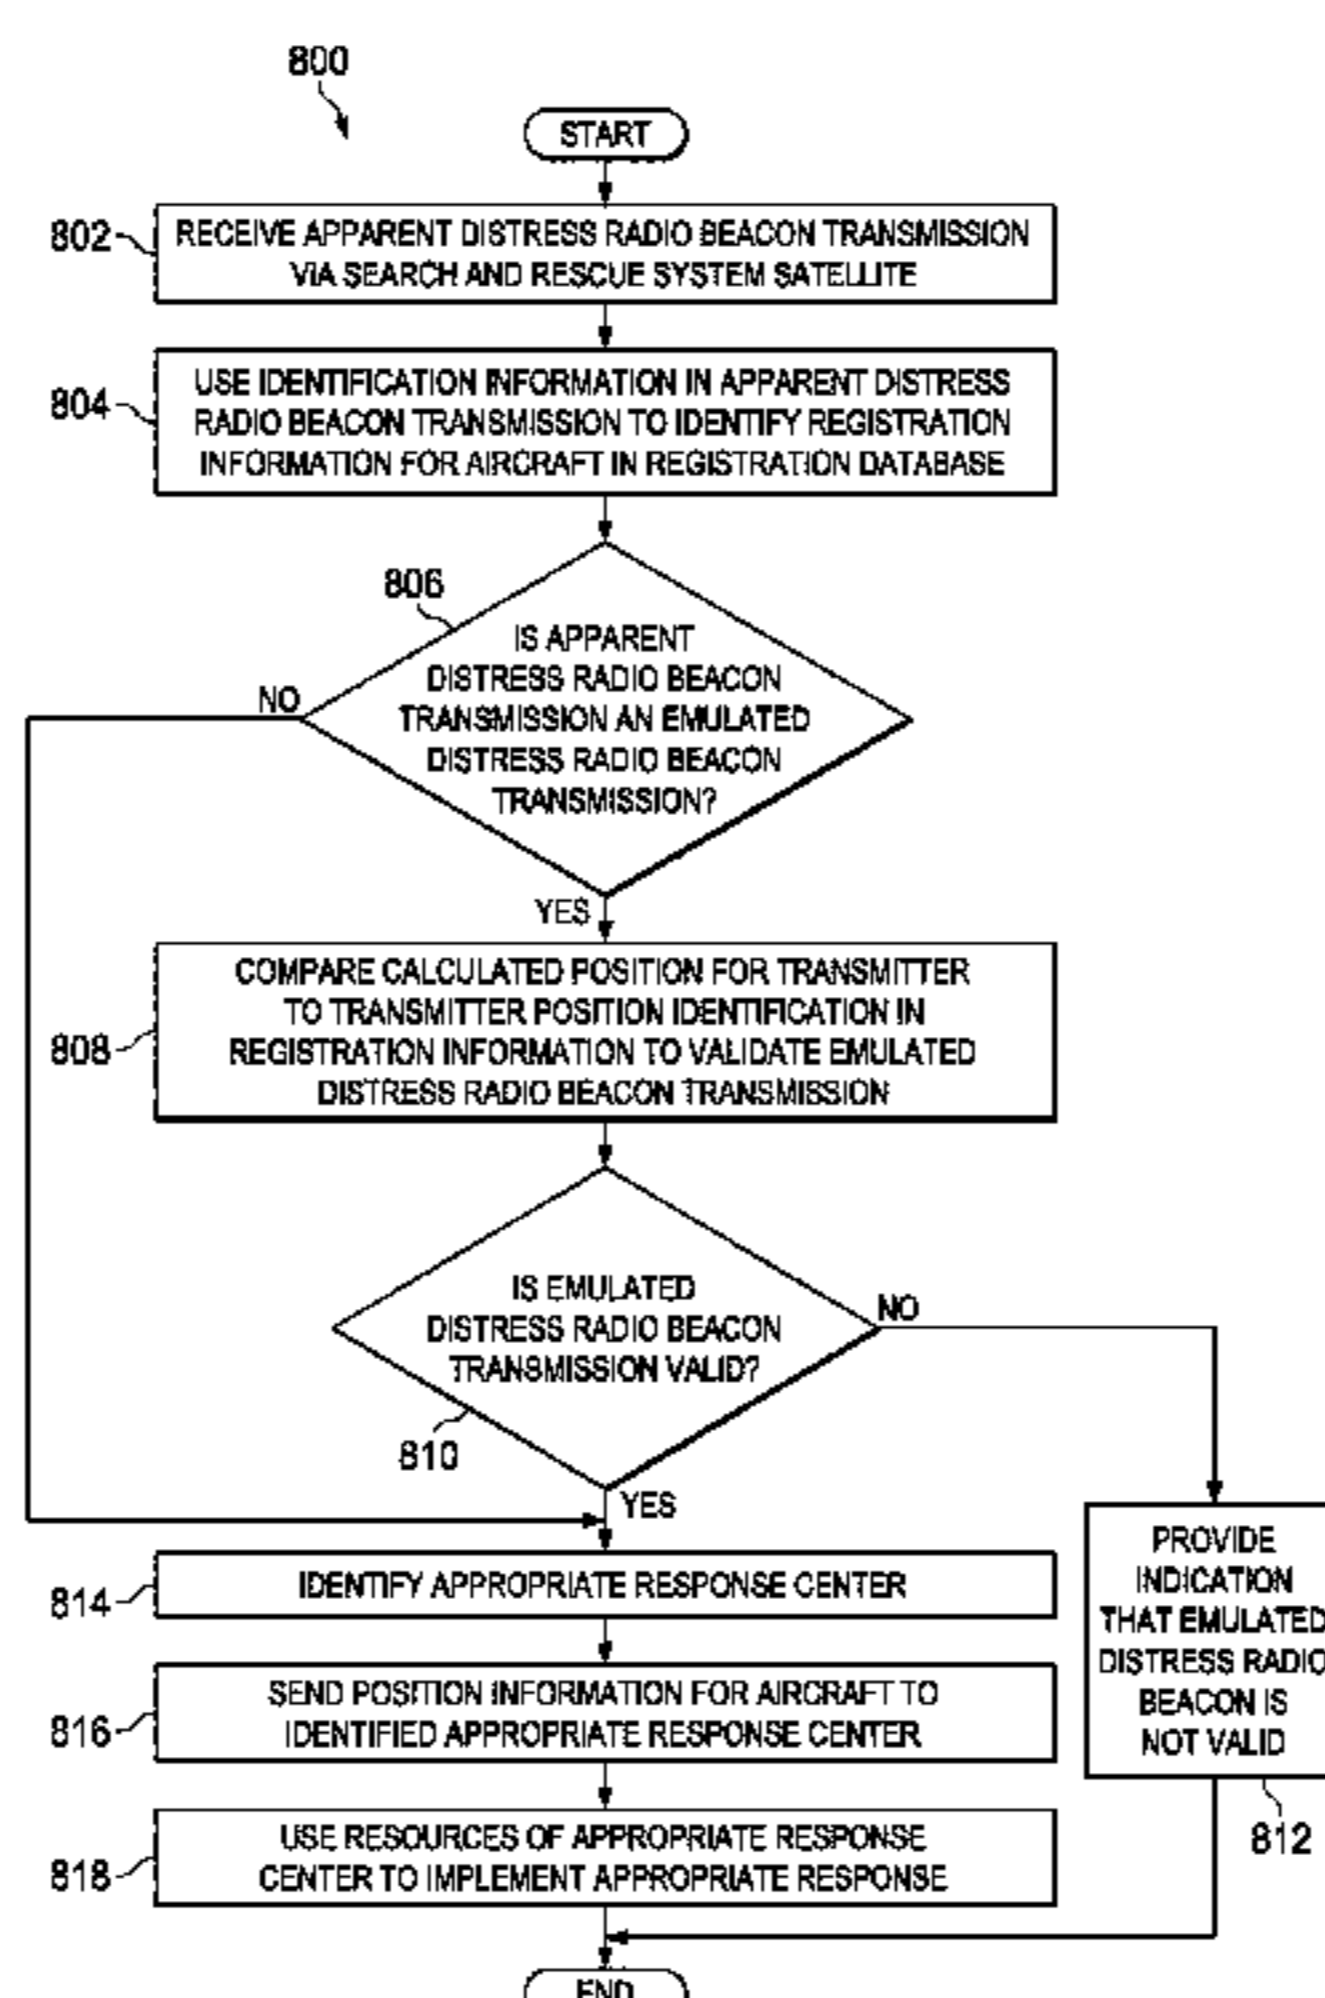 800
START
802
RECEIVE APPARENT DISTRESS RADIO BEACON TRANSMISSION
VIA SEARCH AND RESCUE SYSTEM SATELLITE
804
USE IDENTIFICATION INFORMATION IN APPARENT DISTRESS
RADIO BEACON TRANSMISSION TO IDENTIFY REGISTRATION
INFORMATION FOR AIRCRAFT IN REGISTRATION DATABASE
806
IS APPARENT
DISTRESS RADIO BEACON
TRANSMISSION AN EMULATED
DISTRESS RADIO BEACON
TRANSMISSION?
NO
YES
808
COMPARE CALCULATED POSITION FOR TRANSMITTER
TO TRANSMITTER POSITION IDENTIFICATION IN
REGISTRATION INFORMATION TO VALIDATE EMULATED
DISTRESS RADIO BEACON TRANSMISSION
IS EMULATED
DISTRESS RADIO BEACON
TRANSMISSION VALID?
810
NO
YES
PROVIDE
INDICATION
THAT EMULATED
DISTRESS RADIO
BEACON IS
NOT VALID
812
814
IDENTIFY APPROPRIATE RESPONSE CENTER
816
SEND POSITION INFORMATION FOR AIRCRAFT TO
IDENTIFIED APPROPRIATE RESPONSE CENTER
818
USE RESOURCES OF APPROPRIATE RESPONSE
CENTER TO IMPLEMENT APPROPRIATE RESPONSE
END